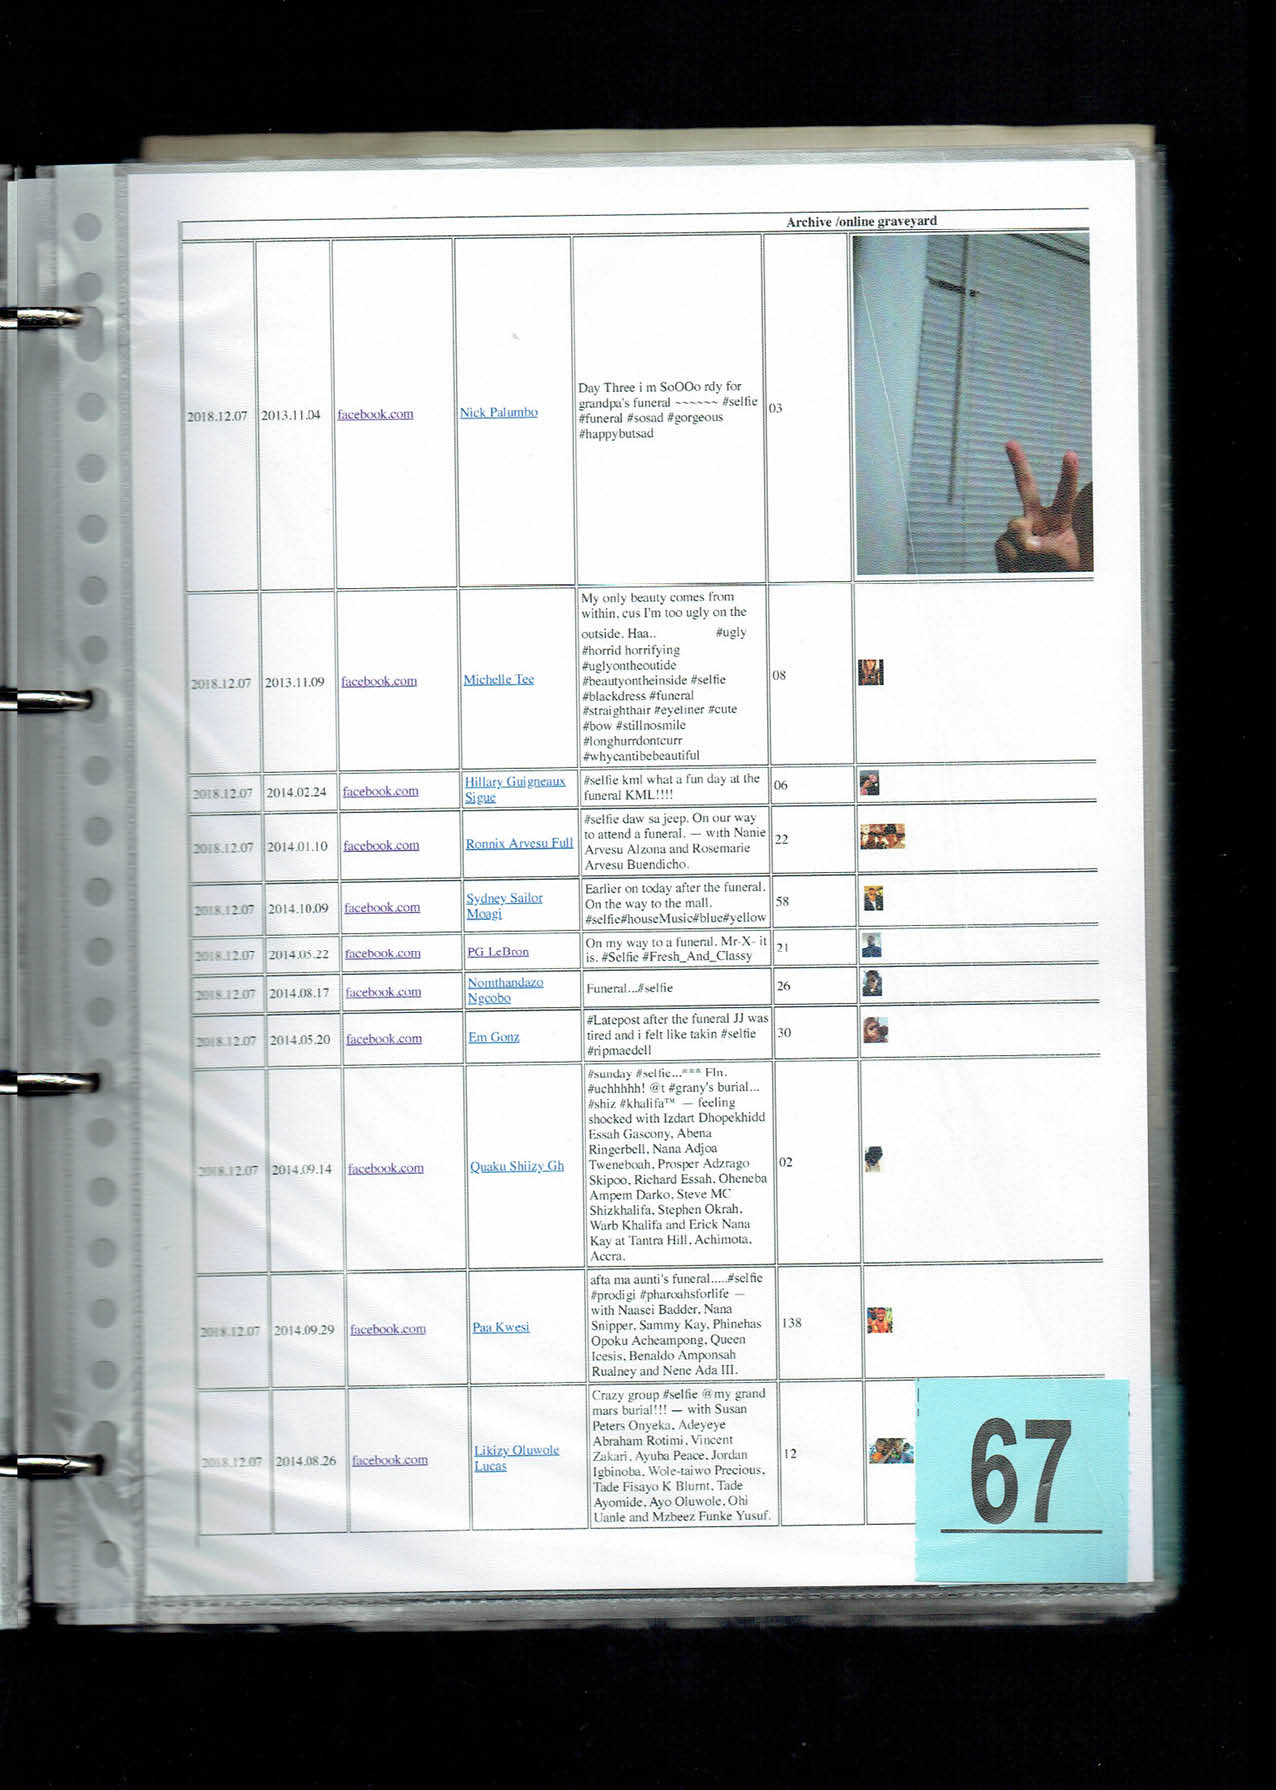 Archive /online graveyard
2018.12.07
2013.11.04
facebook.com
Nick Palumbo
Day Three i m SoOOo rdy for
grandpa's funeral ~~~~~~ #selfie
#funeral #sosad #gorgeous
#happybutsad
03
2018.12.07
2013.11.09
facebook.com
Michelle Tee
My only beauty comes from
within, cus I'm too ugly on the
outside. Haa.. #ugly
#horrid horrifying
#uglyontheoutide
#beautyontheinside #selfie
#blackdress #funeral
#straighthair #eyeliner #cute
#bow #stillnosmile
#longhurrdontcurr
#whycantibebeautiful
08
2018.12.07
2014.02.24
facebook.com
Hillary Guigneaux
Sigue
#selfie kml what a fun day at the
funeral KML!!!!
06
2018.12.07
2014.01.10
facebook.com
Ronnix Arvesu Full
#selfie daw sa jeep. On our way
to attend a funeral. — with Nanie
Arvesu Alzona and Rosemarie
Arvesu Buendicho.
22
2018.12.07
2014.10.09
facebook.com
Sydney Sailor
Moagi
Earlier on today after the funeral.
On the way to the mall.
#selfie#houseMusic#blue#yellow
58
2018.12.07
2014.05.22
facebook.com
PG LeBron
On my way to a funeral. Mr-X- it
is. #Selfie #Fresh_And_Classy
21
2018.12.07
2014.08.17
facebook.com
Nomthandazo
Ngcobo
Funeral...#selfie
26
2018.12.07
2014.05.20
facebook.com
Em Gonz
#Latepost after the funeral JJ was
tired and i felt like takin #selfie
#ripmaedell
30
2018.12.07
2014.09.14
facebook.com
Quaku Shiizy Gh
#sunday #selfie...*** Fln.
#uchhhhh! @t #grany's burial...
#shiz #khalifa™ — feeling
shocked with Izdart Dhopekhidd
Essah Gascony, Abena
Ringerbell, Nana Adjoa
Tweneboah, Prosper Adzrago
Skipoo, Richard Essah, Oheneba
Ampem Darko, Steve MC
Shizkhalifa, Stephen Okrah,
Warb Khalifa and Erick Nana
Kay at Tantra Hill, Achimota,
Accra.
02
2018.12.07
2014.09.29
facebook.com
Paa Kwesi
afta ma aunti's funeral.....#selfie
#prodigi #pharoahsforlife —
with Naasei Badder, Nana
Snipper, Sammy Kay, Phinehas
Opoku Acheampong, Queen
Icesis, Benaldo Amponsah
Rualney and Nene Ada III.
138
2018.12.07
2014.08.26
facebook.com
Likizy Oluwole
Lucas
Crazy group #selfie @my grand
mars burial!!! — with Susan
Peters Onyeka, Adeyeye
Abraham Rotimi, Vincent
Zakari, Ayuba Peace, Jordan
Igbinoba, Wole-taiwo Precious,
Tade Fisayo K Blurnt, Tade
Ayomide, Ayo Oluwole, Ohi
Uanle and Mzbeez Funke Yusuf.
12
67